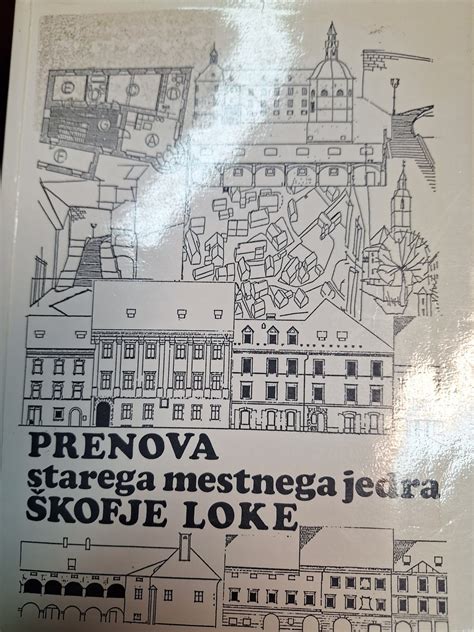 E
A
F
PRENOVA
starega mestnega jedra
ŠKOFJE LOKE